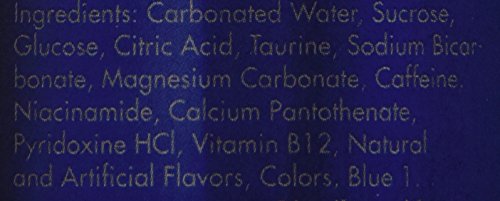 Ingredients: Carbonated Water, Sucrose,
Glucose, Citric Acid, Taurine, Sodium Bicar-
bonate, Magnesium Carbonate, Caffeine,
Niacinamide, Calcium Pantothenate,
Pyridoxine HCl, Vitamin B12, Natural
and Artificial Flavors, Colors, Blue 1.